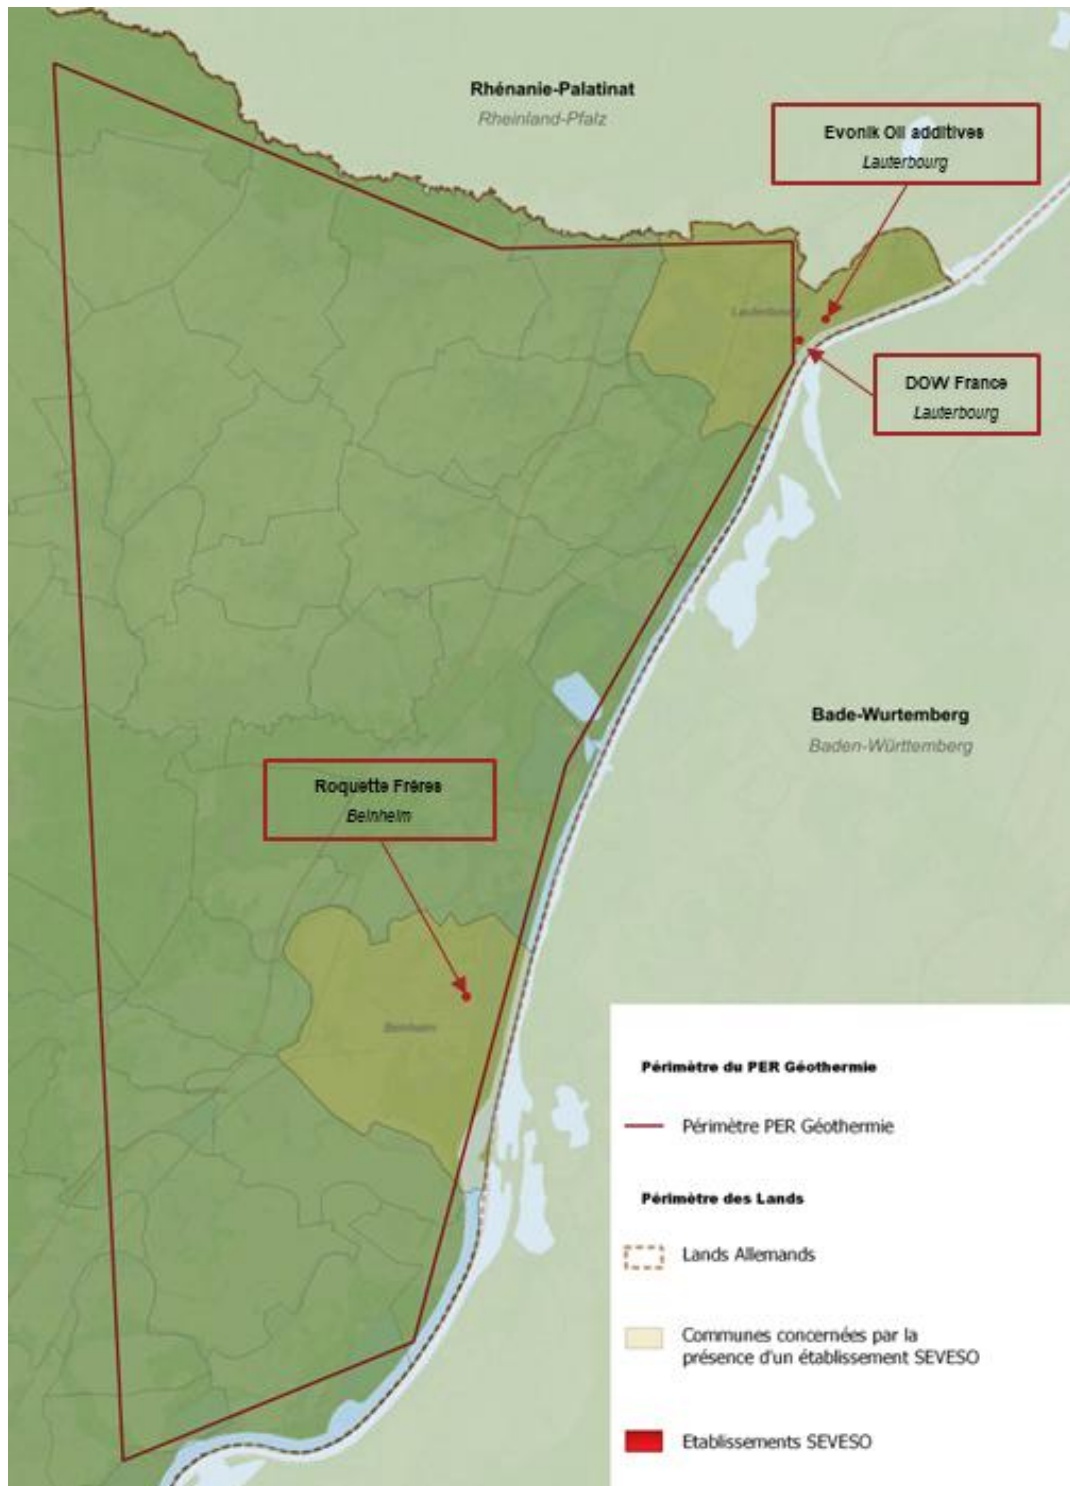 Rhénanie-Palatinat
Rheinland-Pfalz
Evonik Oil additives
Lauterbourg
Lauterbourg
DOW France
Lauterbourg
Bade-Wurtemberg
Baden-Württemberg
Roquette Frères
Beinheim
Beinheim
Périmètre du PER Géothermie
Périmètre PER Géothermie
Périmètre des Lands
Lands Allemands
Communes concernées par la
présence d'un établissement SEVESO
Etablissements SEVESO